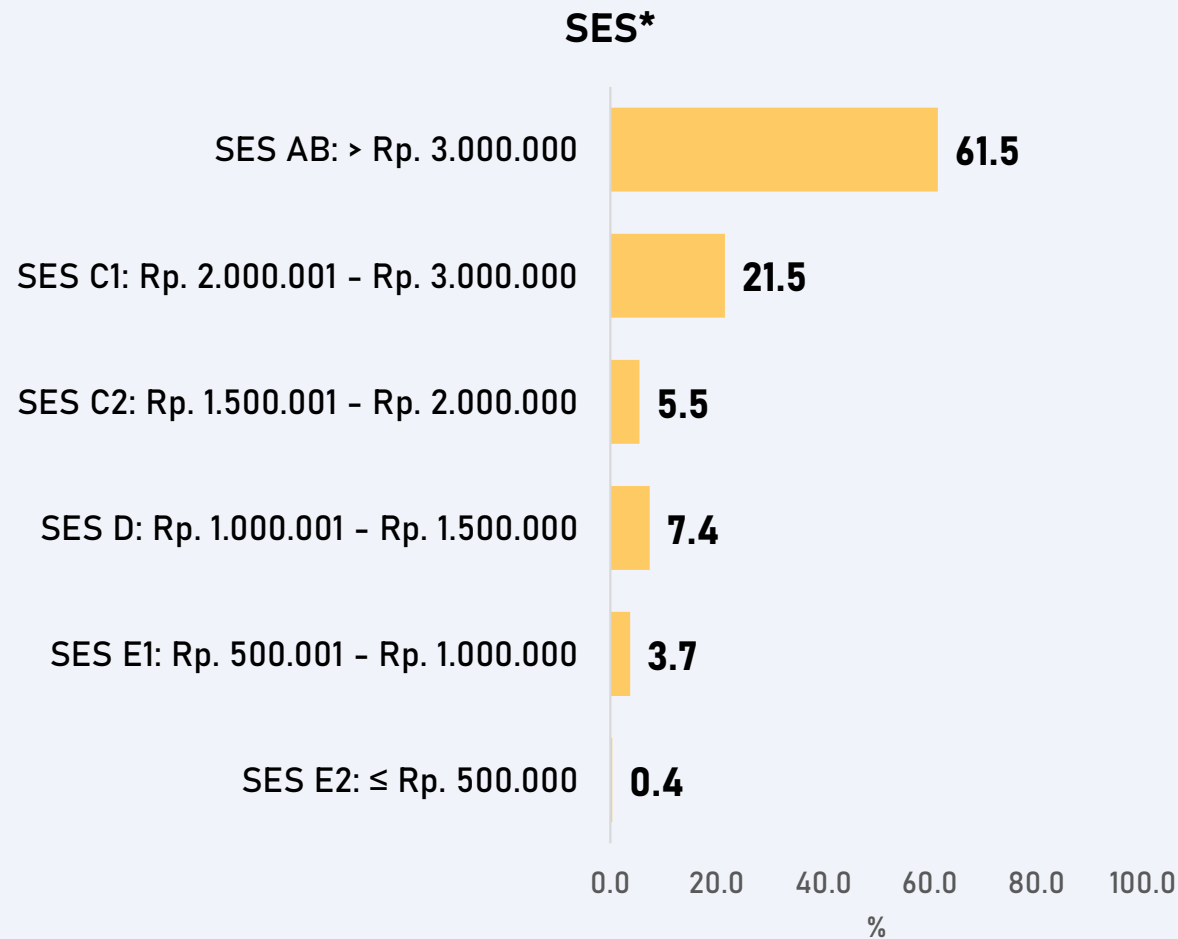 SES*
SES AB: > Rp. 3.000.000
61.5
SES C1: Rp. 2.000.001 - Rp. 3.000.000
21.5
SES C2: Rp. 1.500.001 - Rp. 2.000.000
5.5
SES D: Rp. 1.000.001 - Rp. 1.500.000
7.4
SES E1: Rp. 500.001 - Rp. 1.000.000
3.7
SES E2: ≤ Rp. 500.000
0.4
0.0 20.0 40.0 60.0 80.0 100.0
%